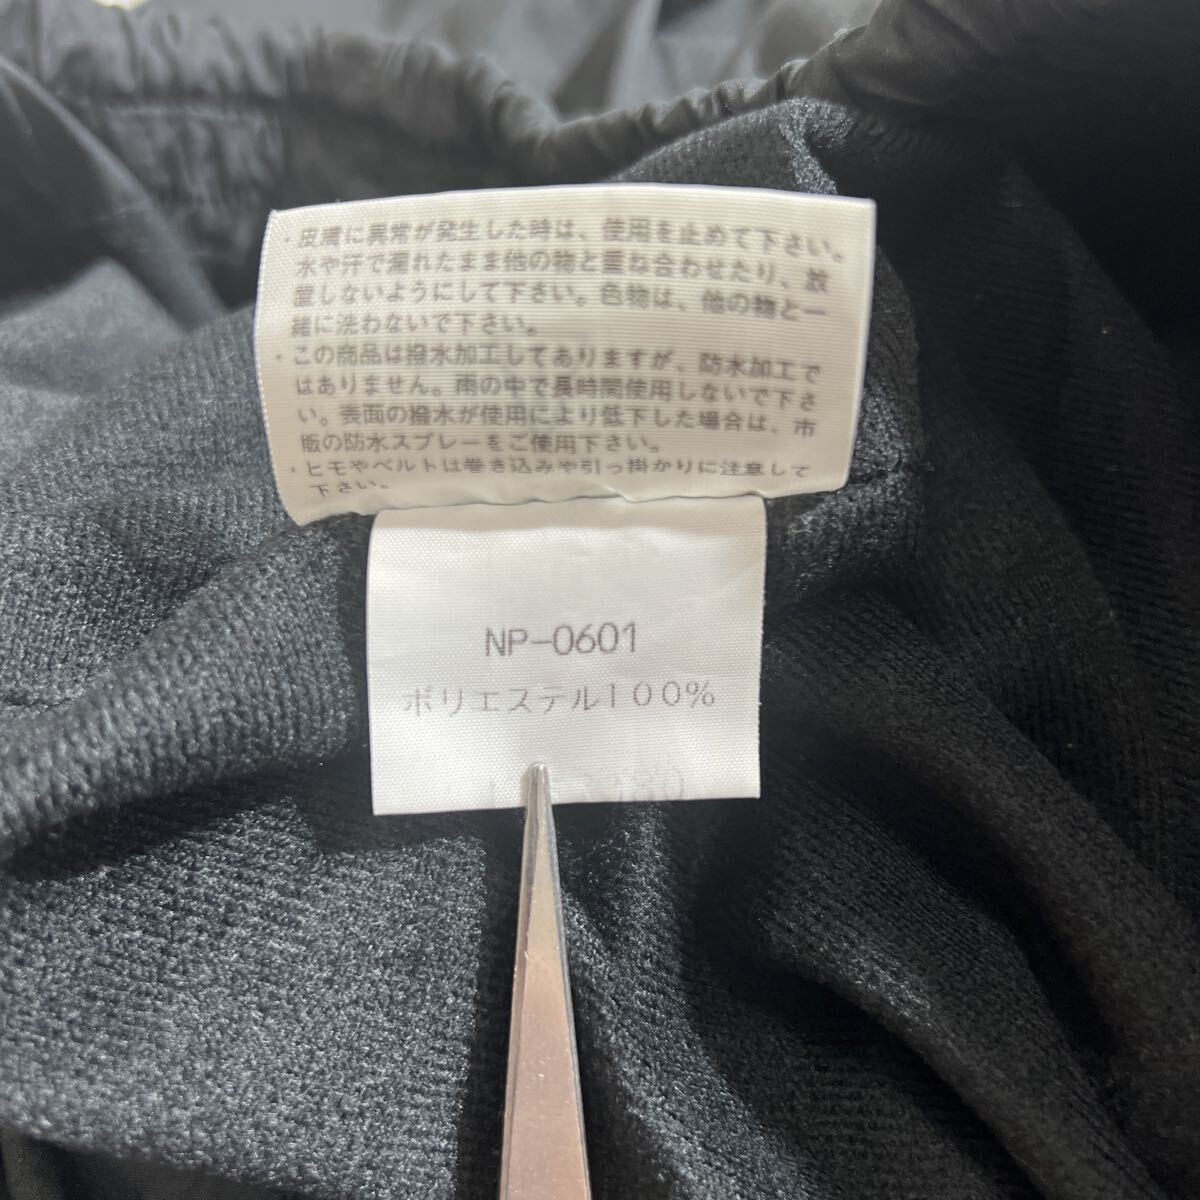 ・皮膚に異常が発生した時は、使用を止めて下さい。
水や汗で濡れたまま他の物と重ね合わせたり、放
置しないようにして下さい。色物は、他の物と一
緒に洗わないで下さい。
・この商品は撥水加工してありますが、防水加工で
はありません。雨の中で長時間使用しないで下さ
い。表面の撥水が使用により低下した場合は、市
販の防水スプレーをご使用下さい。
・ヒモやベルトは巻き込みや引っ掛かりに注意して
下さい。
NP-0601
ポリエステル100%